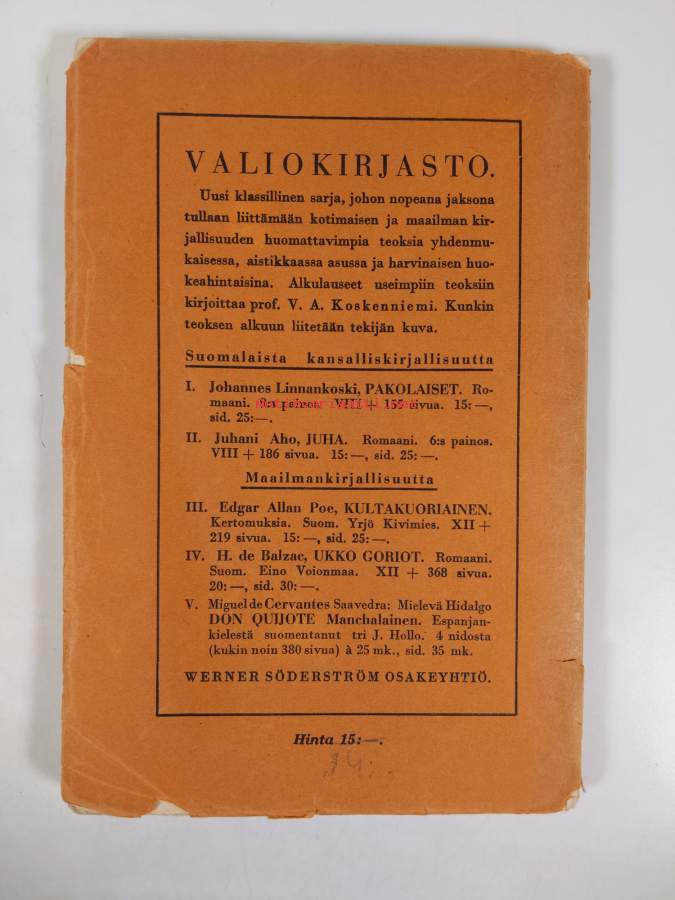 VALIOKIRJASTO.
Uusi klassillinen sarja, johon nopeana jaksona
tullaan liittämään kotimaisen ja maailman kir-
jallisuuden huomattavimpia teoksia yhdenmu-
kaisessa, aistikkaassa asussa ja harvinaisen huo-
keahintaisina. Alkulauseet useimpiin teoksiin
kirjoittaa prof. V. A. Koskenniemi. Kunkin
teoksen alkuun liitetään tekijän kuva.
Suomalaista kansalliskirjallisuutta
I. Johannes Linnankoski, PAKOLAISET. Ro-
maani. painos. VIII + 155 sivua. 15:—,
sid. 25:—.
II. Juhani Aho, JUHA. Romaani. 6:s painos.
VIII + 186 sivua. 15:—, sid. 25:—.
Maailmankirjallisuutta
III. Edgar Allan Poe, KULTAKUORIAINEN.
Kertomuksia. Suom. Yrjö Kivimies. XII +
219 sivua. 15:—, sid. 25:—.
IV. H. de Balzac, UKKO GORIOT. Romaani.
Suom. Eino Voionmaa. XII + 368 sivua.
20:—, sid. 30:—.
V. Miguel de Cervantes Saavedra: Mielevä Hidalgo
DON QUIJOTE Manchalainen. Espanjan-
kielestä suomentanut tri J. Hollo. 4 nidosta
(kukin noin 380 sivua) à 25 mk., sid. 35 mk.
WERNER SÖDERSTRÖM OSAKEYHTIÖ.
Hinta 15:—.